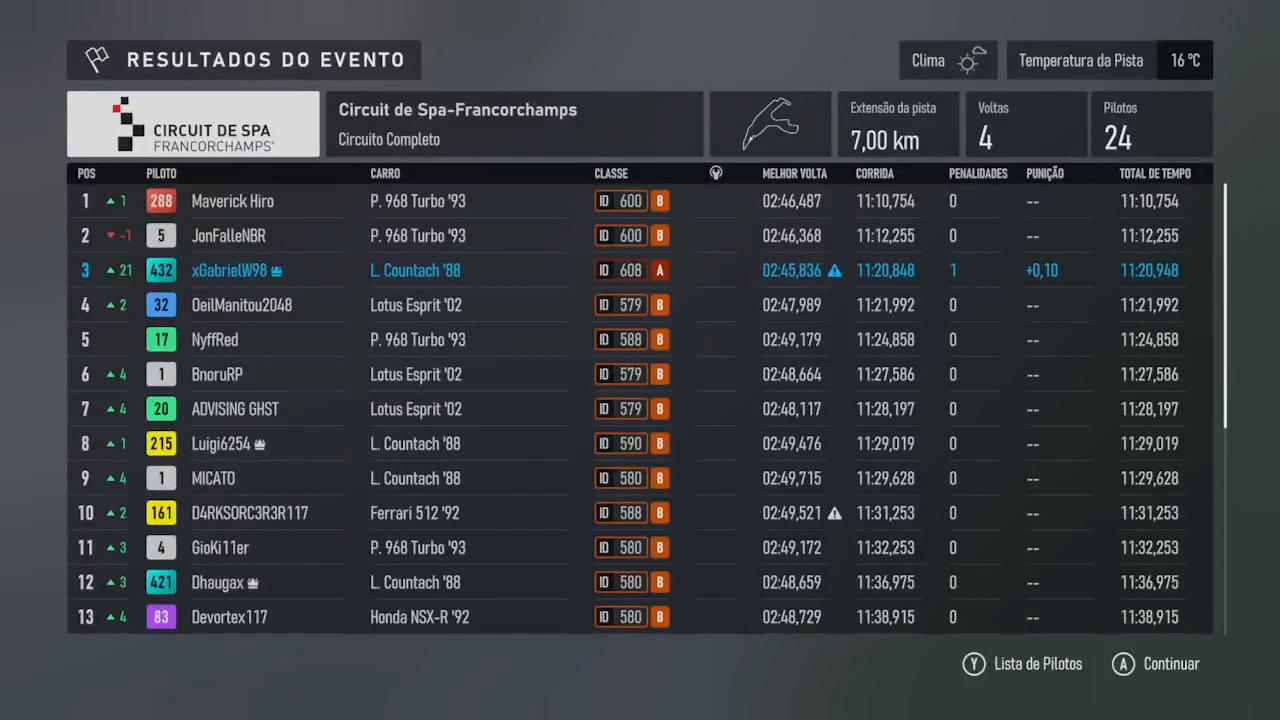 RESULTADOS DO EVENTO
Clima
Temperatura da Pista 16 ºC
CIRCUIT DE SPA
FRANCORCHAMPS
Circuit de Spa-Francorchamps
Circuito Completo
Extensão da pista
7,00 km
Voltas
4
Pilotos
24
POS PILOTO CARRO CLASSE MELHOR VOLTA CORRIDA PENALIDADES PUNIÇÃO TOTAL DE TEMPO
1 1 288 Maverick Hiro P. 968 Turbo '93 ID 600 B 02:46,487 11:10,754 0 -- 11:10,754
2 -1 5 JonFalleNBR P. 968 Turbo '93 ID 600 B 02:46,368 11:12,255 0 -- 11:12,255
3 21 432 xGabrielW98 L. Countach '88 ID 608 A 02:45,836 11:20,848 1 +0,10 11:20,948
4 2 32 OeilManitou2048 Lotus Esprit '02 ID 579 B 02:47,989 11:21,992 0 -- 11:21,992
5 17 NyffRed P. 968 Turbo '93 ID 588 B 02:49,179 11:24,858 0 -- 11:24,858
6 4 1 BnoruRP Lotus Esprit '02 ID 579 B 02:48,664 11:27,586 0 -- 11:27,586
7 4 20 ADVISING GHST Lotus Esprit '02 ID 579 B 02:48,117 11:28,197 0 -- 11:28,197
8 1 215 Luigi6254 L. Countach '88 ID 590 B 02:49,476 11:29,019 0 -- 11:29,019
9 4 1 MICATO L. Countach '88 ID 580 B 02:49,715 11:29,628 0 -- 11:29,628
10 2 161 D4RKSORC3R3R117 Ferrari 512 '92 ID 588 B 02:49,521 11:31,253 0 -- 11:31,253
11 3 4 GioKi11er P. 968 Turbo '93 ID 580 B 02:49,172 11:32,253 0 -- 11:32,253
12 3 421 Dhaugax L. Countach '88 ID 580 B 02:48,659 11:36,975 0 -- 11:36,975
13 4 83 Devortex117 Honda NSX-R '92 ID 580 B 02:48,729 11:38,915 0 -- 11:38,915
Y Lista de Pilotos A Continuar